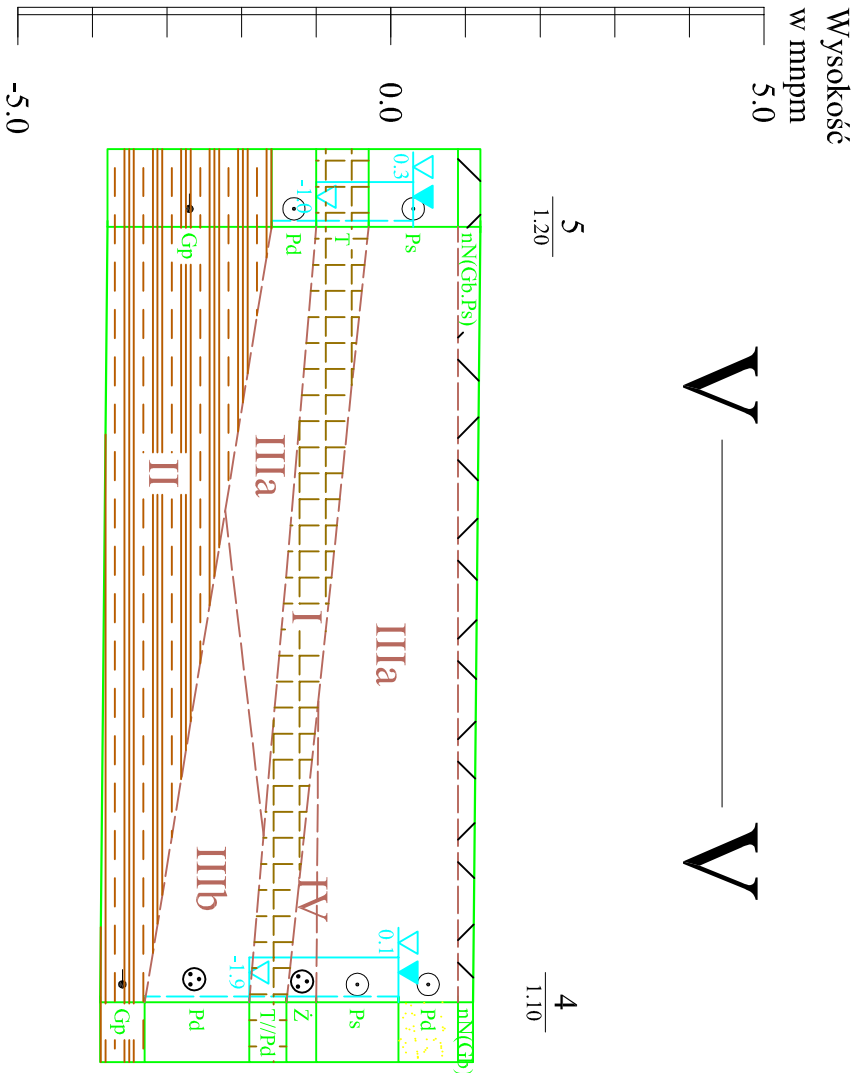 Wysokość
w mnpm
5.0
0.0
-5.0
V
V
5
1.20
4
1.10
nN(Gb.Ps)
Ps
T
Pd
Gp
0.3
-1.0
IIIa
I
IIIa
II
IV
IIIb
0.1
-1.9
nN(Gb)
Pd
Ps
Ż
T//Pd
Pd
Gp